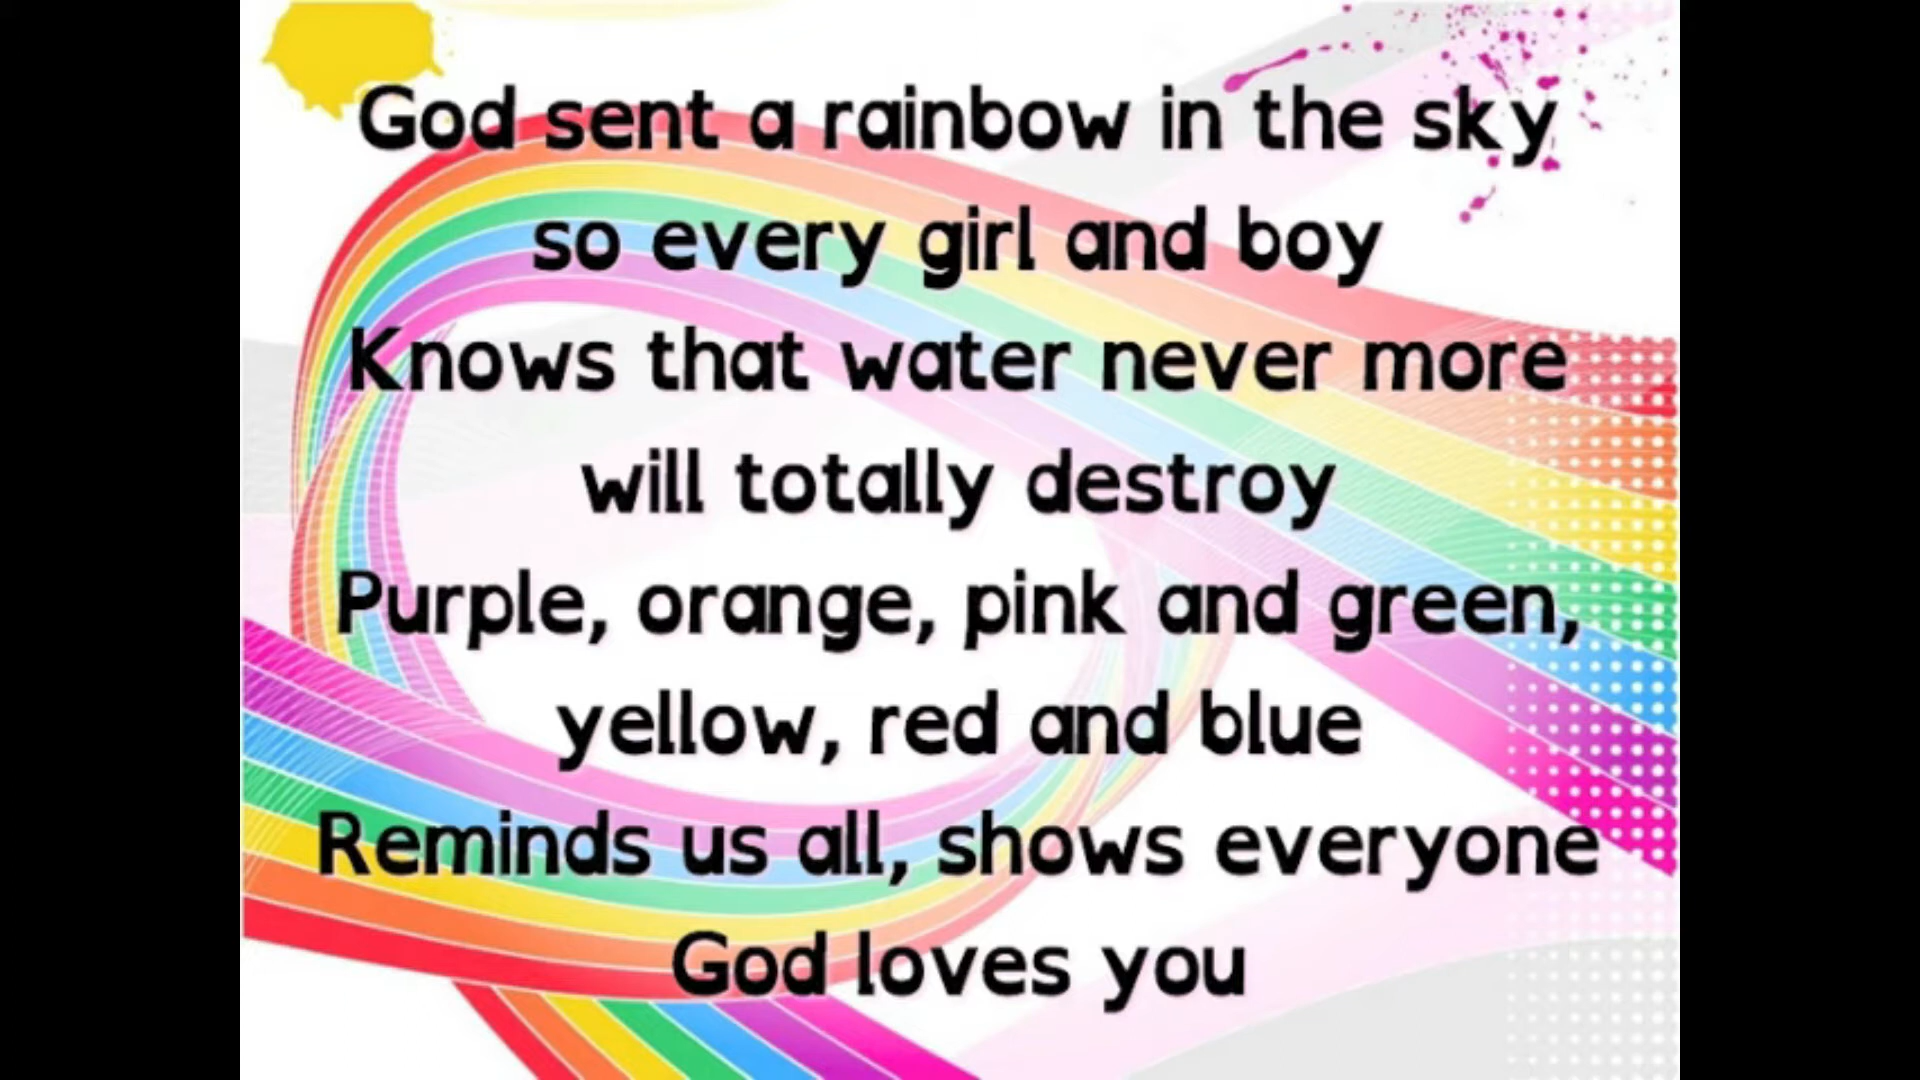 God sent a rainbow in the sky
so every girl and boy
Knows that water never more
will totally destroy
Purple, orange, pink and green,
yellow, red and blue
Reminds us all, shows everyone
God loves you